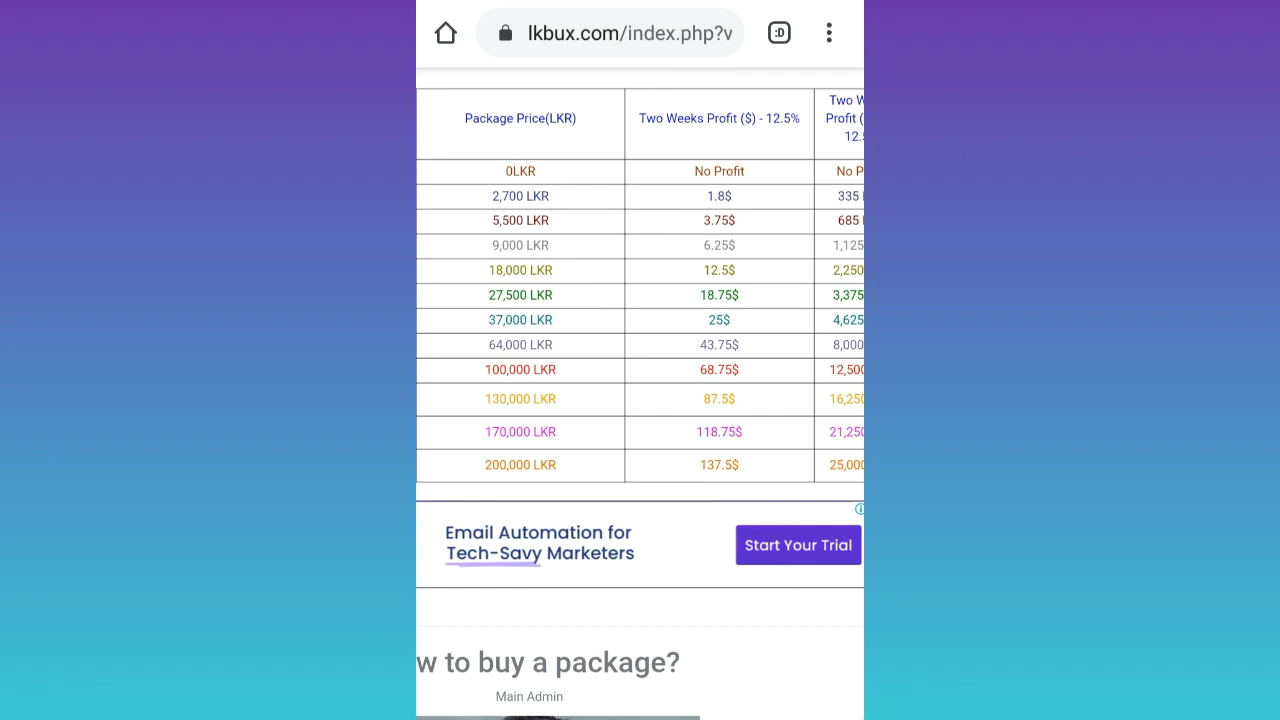 lkbux.com/index.php?v
:D
Package Price(LKR) Two Weeks Profit ($) - 12.5% Two W
Profit (
12.
0LKR No Profit No P
2,700 LKR 1.8$ 335
5,500 LKR 3.75$ 685
9,000 LKR 6.25$ 1,125
18,000 LKR 12.5$ 2,250
27,500 LKR 18.75$ 3,375
37,000 LKR 25$ 4,625
64,000 LKR 43.75$ 8,000
100,000 LKR 68.75$ 12,500
130,000 LKR 87.5$ 16,250
170,000 LKR 118.75$ 21,250
200,000 LKR 137.5$ 25,000
Email Automation for
Tech-Savy Marketers
Start Your Trial
w to buy a package?
Main Admin